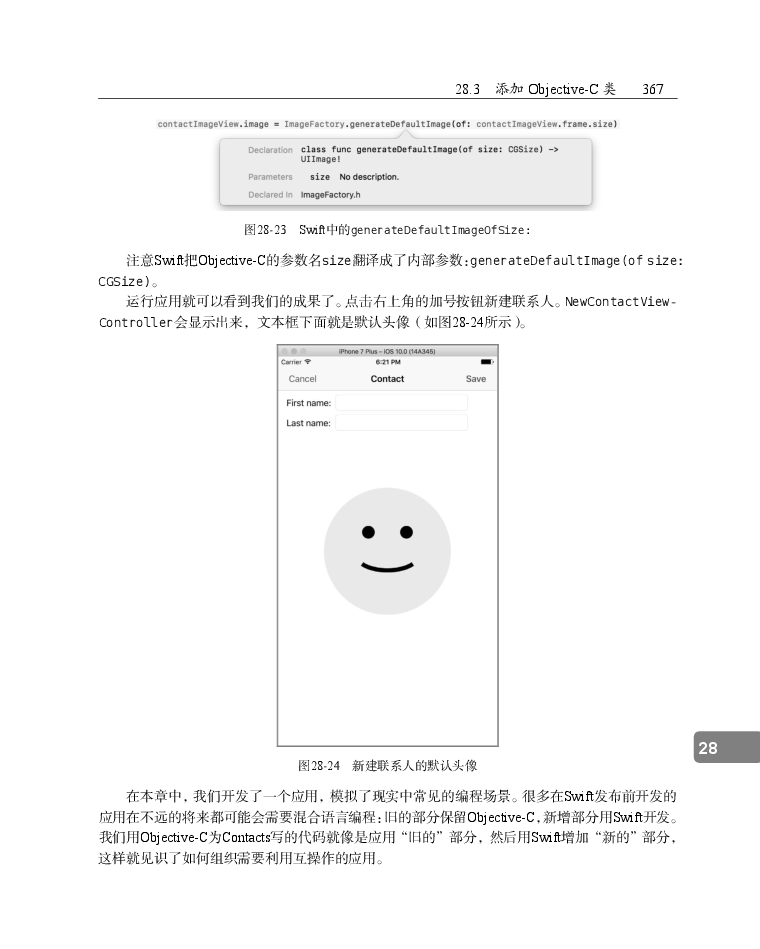 28.3 添加 Objective-C 类 367
contactImageView.image = ImageFactory.generateDefaultImage(of: contactImageView.frame.size)
Declaration class func generateDefaultImage(of size: CGSize) ->
UIImage!
Parameters size No description.
Declared In ImageFactory.h
图28-23 Swift中的generateDefaultImageOfSize:
注意Swift把Objective-C的参数名size翻译成了内部参数:generateDefaultImage(of size:
CGSize)。
运行应用就可以看到我们的成果了。点击右上角的加号按钮新建联系人。NewContactView-
Controller会显示出来，文本框下面就是默认头像（如图28-24所示）。
iPhone 7 Plus – iOS 10.0 (14A345)
Carrier 6:21 PM
Cancel Contact Save
First name:
Last name:
28
图28-24 新建联系人的默认头像
在本章中，我们开发了一个应用，模拟了现实中常见的编程场景。很多在Swift发布前开发的
应用在不远的将来都可能会需要混合语言编程：旧的部分保留Objective-C，新增部分用Swift开发。
我们用Objective-C为Contacts写的代码就像是应用“旧的”部分，然后用Swift增加“新的”部分，
这样就见识了如何组织需要利用互操作的应用。